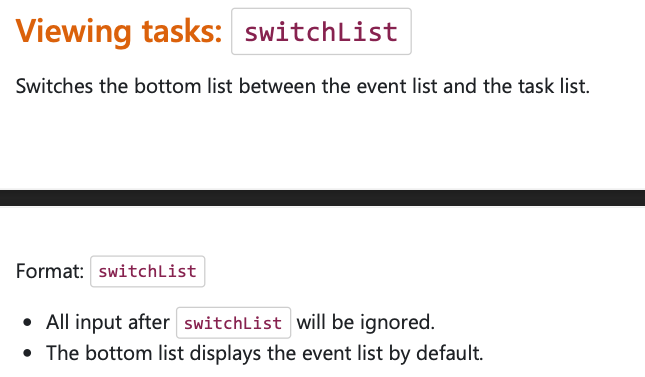 Viewing tasks: switchList
Switches the bottom list between the event list and the task list.
Format: switchList
• All input after switchList will be ignored.
• The bottom list displays the event list by default.